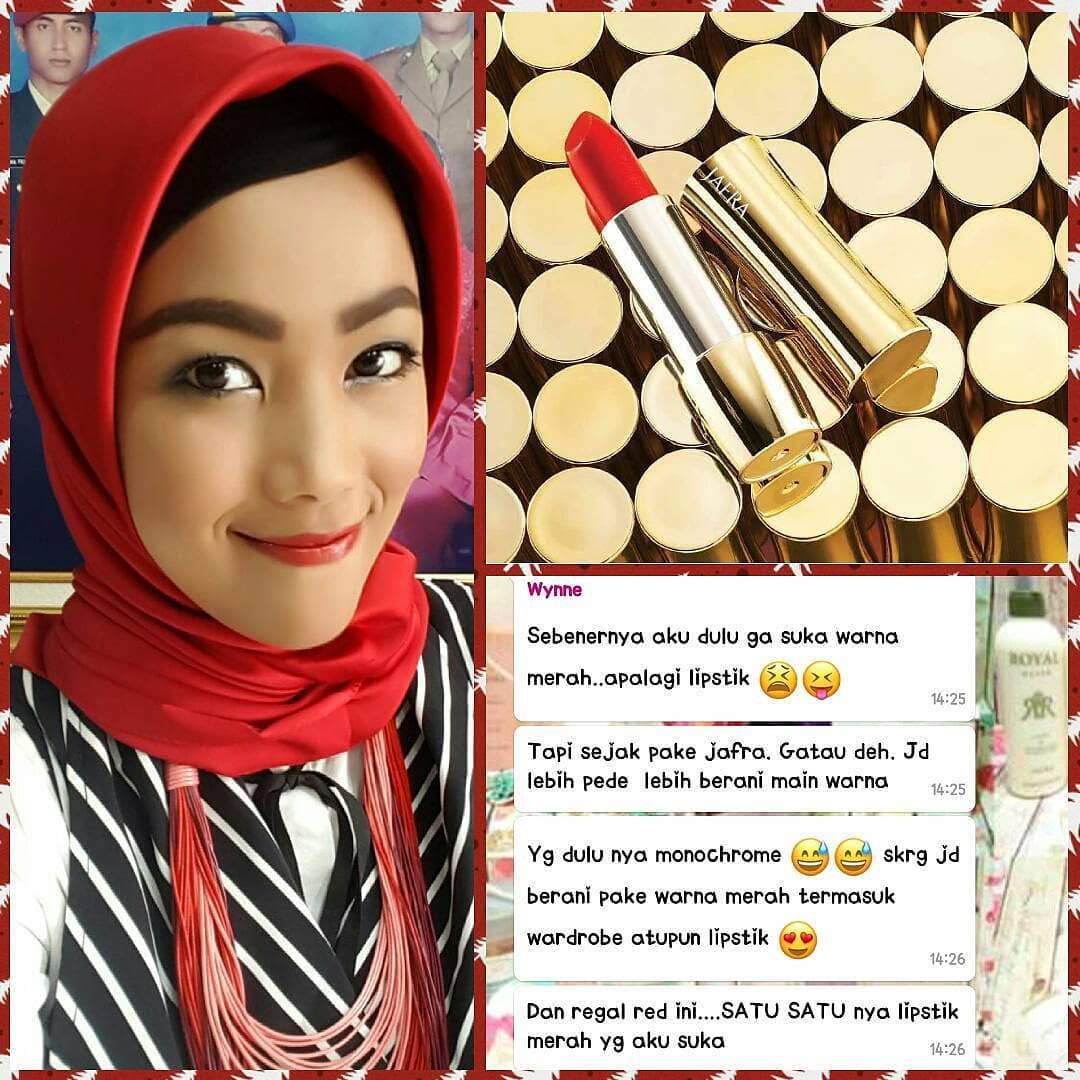 JAFRA
Wynne
Sebenernya aku dulu ga suka warna
merah..apalagi lipstik 😫😝
14:25
Tapi sejak pake jafra. Gatau deh. Jd
lebih pede lebih berani main warna
14:25
Yg dulu nya monochrome 😅😅 skrg jd
berani pake warna merah termasuk
wardrobe atupun lipstik 😍
14:26
Dan regal red ini....SATU SATU nya lipstik
merah yg aku suka
14:26
ROYAL